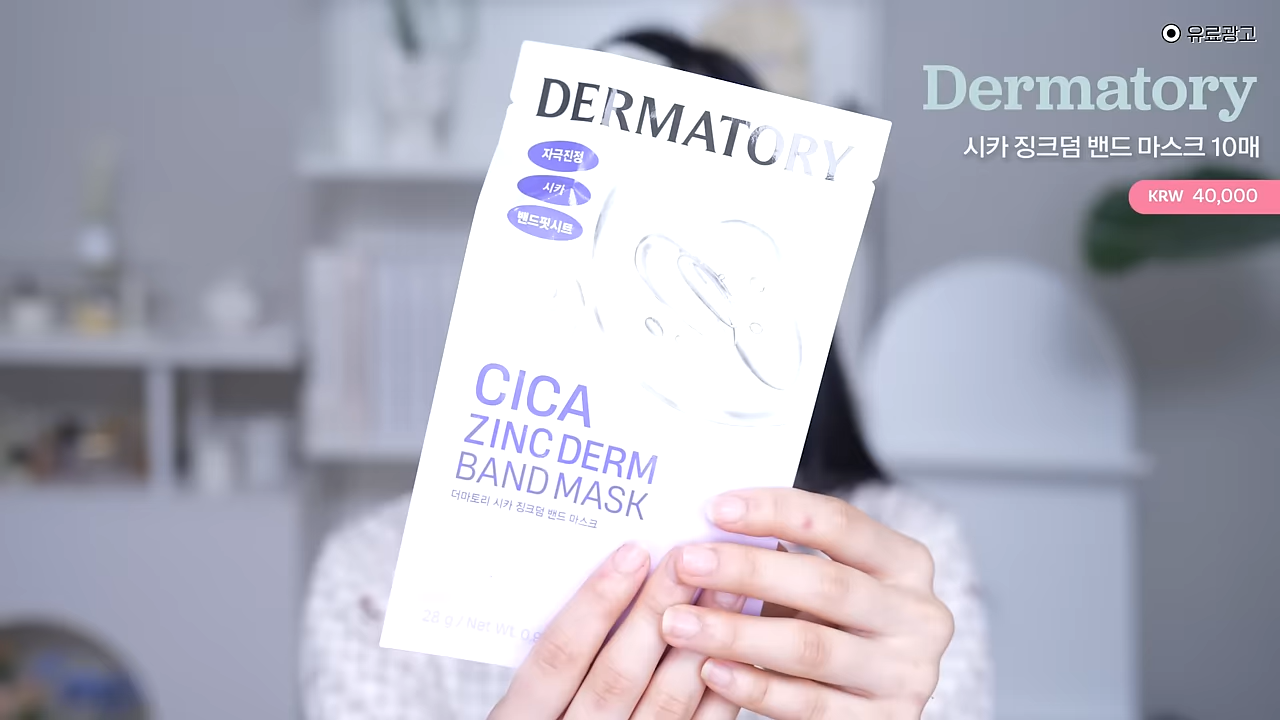 유료광고
Dermatory
시카 징크덤 밴드 마스크 10매
KRW 40,000
DERMATORY
자극진정
시카
밴드핏시트
CICA
ZINC DERM
BAND MASK
더마토리 시카 징크덤 밴드 마스크
28 g / Net Wt.